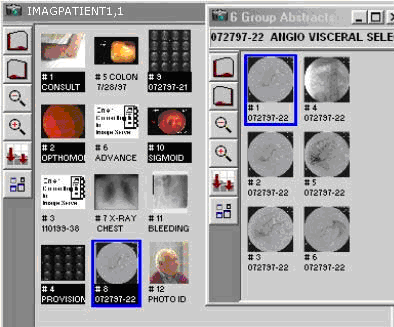 IMAGPATIENT1,1
# 1
CONSULT
# 5 COLON
7/28/97
# 9
072797-21
# 2
OPTHOMO
# 6
ADVANCE
# 10
SIGMOID
# 3
110199-38
# 7 X-RAY
CHEST
# 11
BLEEDING
# 4
PROVISION
# 8
072797-22
# 12
PHOTO ID
6 Group Abstracts:
072797-22 ANGIO VISCERAL SELE
# 1
072797-22
# 4
072797-22
# 2
072797-22
# 5
072797-22
# 3
072797-22
# 6
072797-22